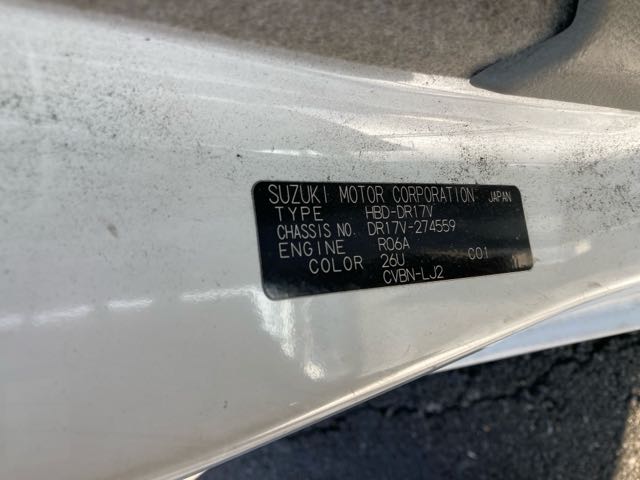 SUZUKI MOTOR CORPORATION JAPAN
TYPE HBD-DR17V
CHASSIS NO. DR17V-274559
ENGINE R06A
COLOR 26U C01
CVBN-LJ2